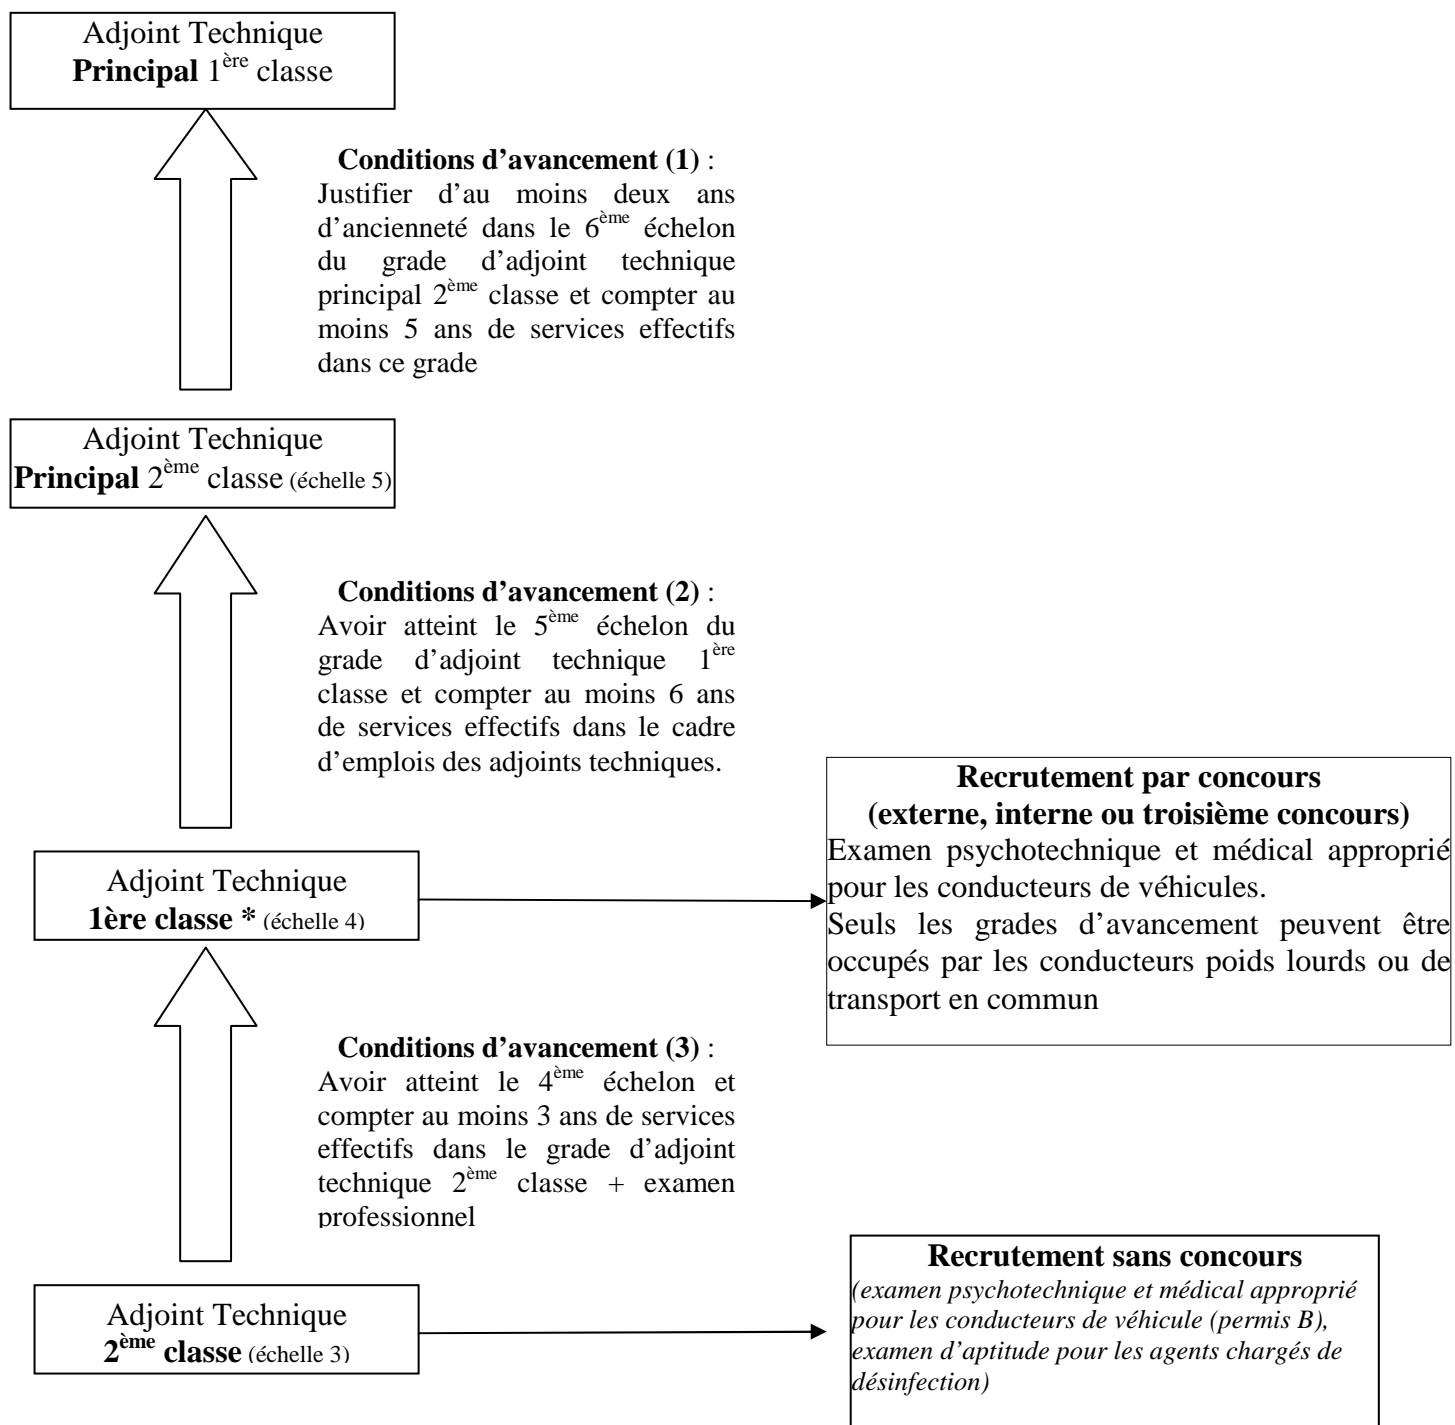 Adjoint Technique
Principal 1ère classe
Conditions d’avancement (1) :
Justifier d’au moins deux ans
d’ancienneté dans le 6ème échelon
du grade d’adjoint technique
principal 2ème classe et compter au
moins 5 ans de services effectifs
dans ce grade
Adjoint Technique
Principal 2ème classe (échelle 5)
Conditions d’avancement (2) :
Avoir atteint le 5ème échelon du
grade d’adjoint technique 1ère
classe et compter au moins 6 ans
de services effectifs dans le cadre
d’emplois des adjoints techniques.
Recrutement par concours
(externe, interne ou troisième concours)
Examen psychotechnique et médical approprié
pour les conducteurs de véhicules.
Seuls les grades d’avancement peuvent être
occupés par les conducteurs poids lourds ou de
transport en commun
Adjoint Technique
1ère classe * (échelle 4)
Conditions d’avancement (3) :
Avoir atteint le 4ème échelon et
compter au moins 3 ans de services
effectifs dans le grade d’adjoint
technique 2ème classe + examen
professionnel
Adjoint Technique
2ème classe (échelle 3)
Recrutement sans concours
(examen psychotechnique et médical approprié
pour les conducteurs de véhicule (permis B),
examen d’aptitude pour les agents chargés de
désinfection)